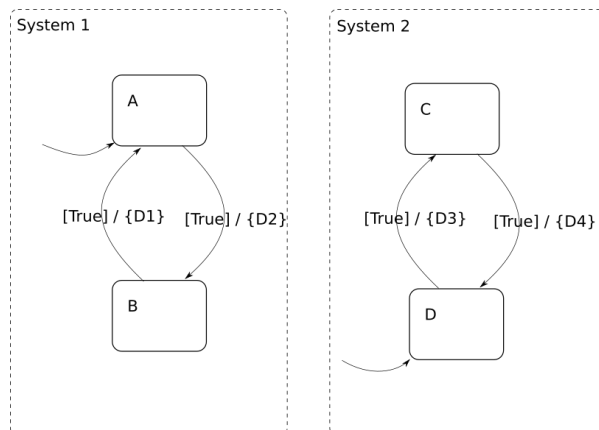 System 1
System 2
A
C
[True] / {D1}
[True] / {D2}
[True] / {D3}
[True] / {D4}
B
D